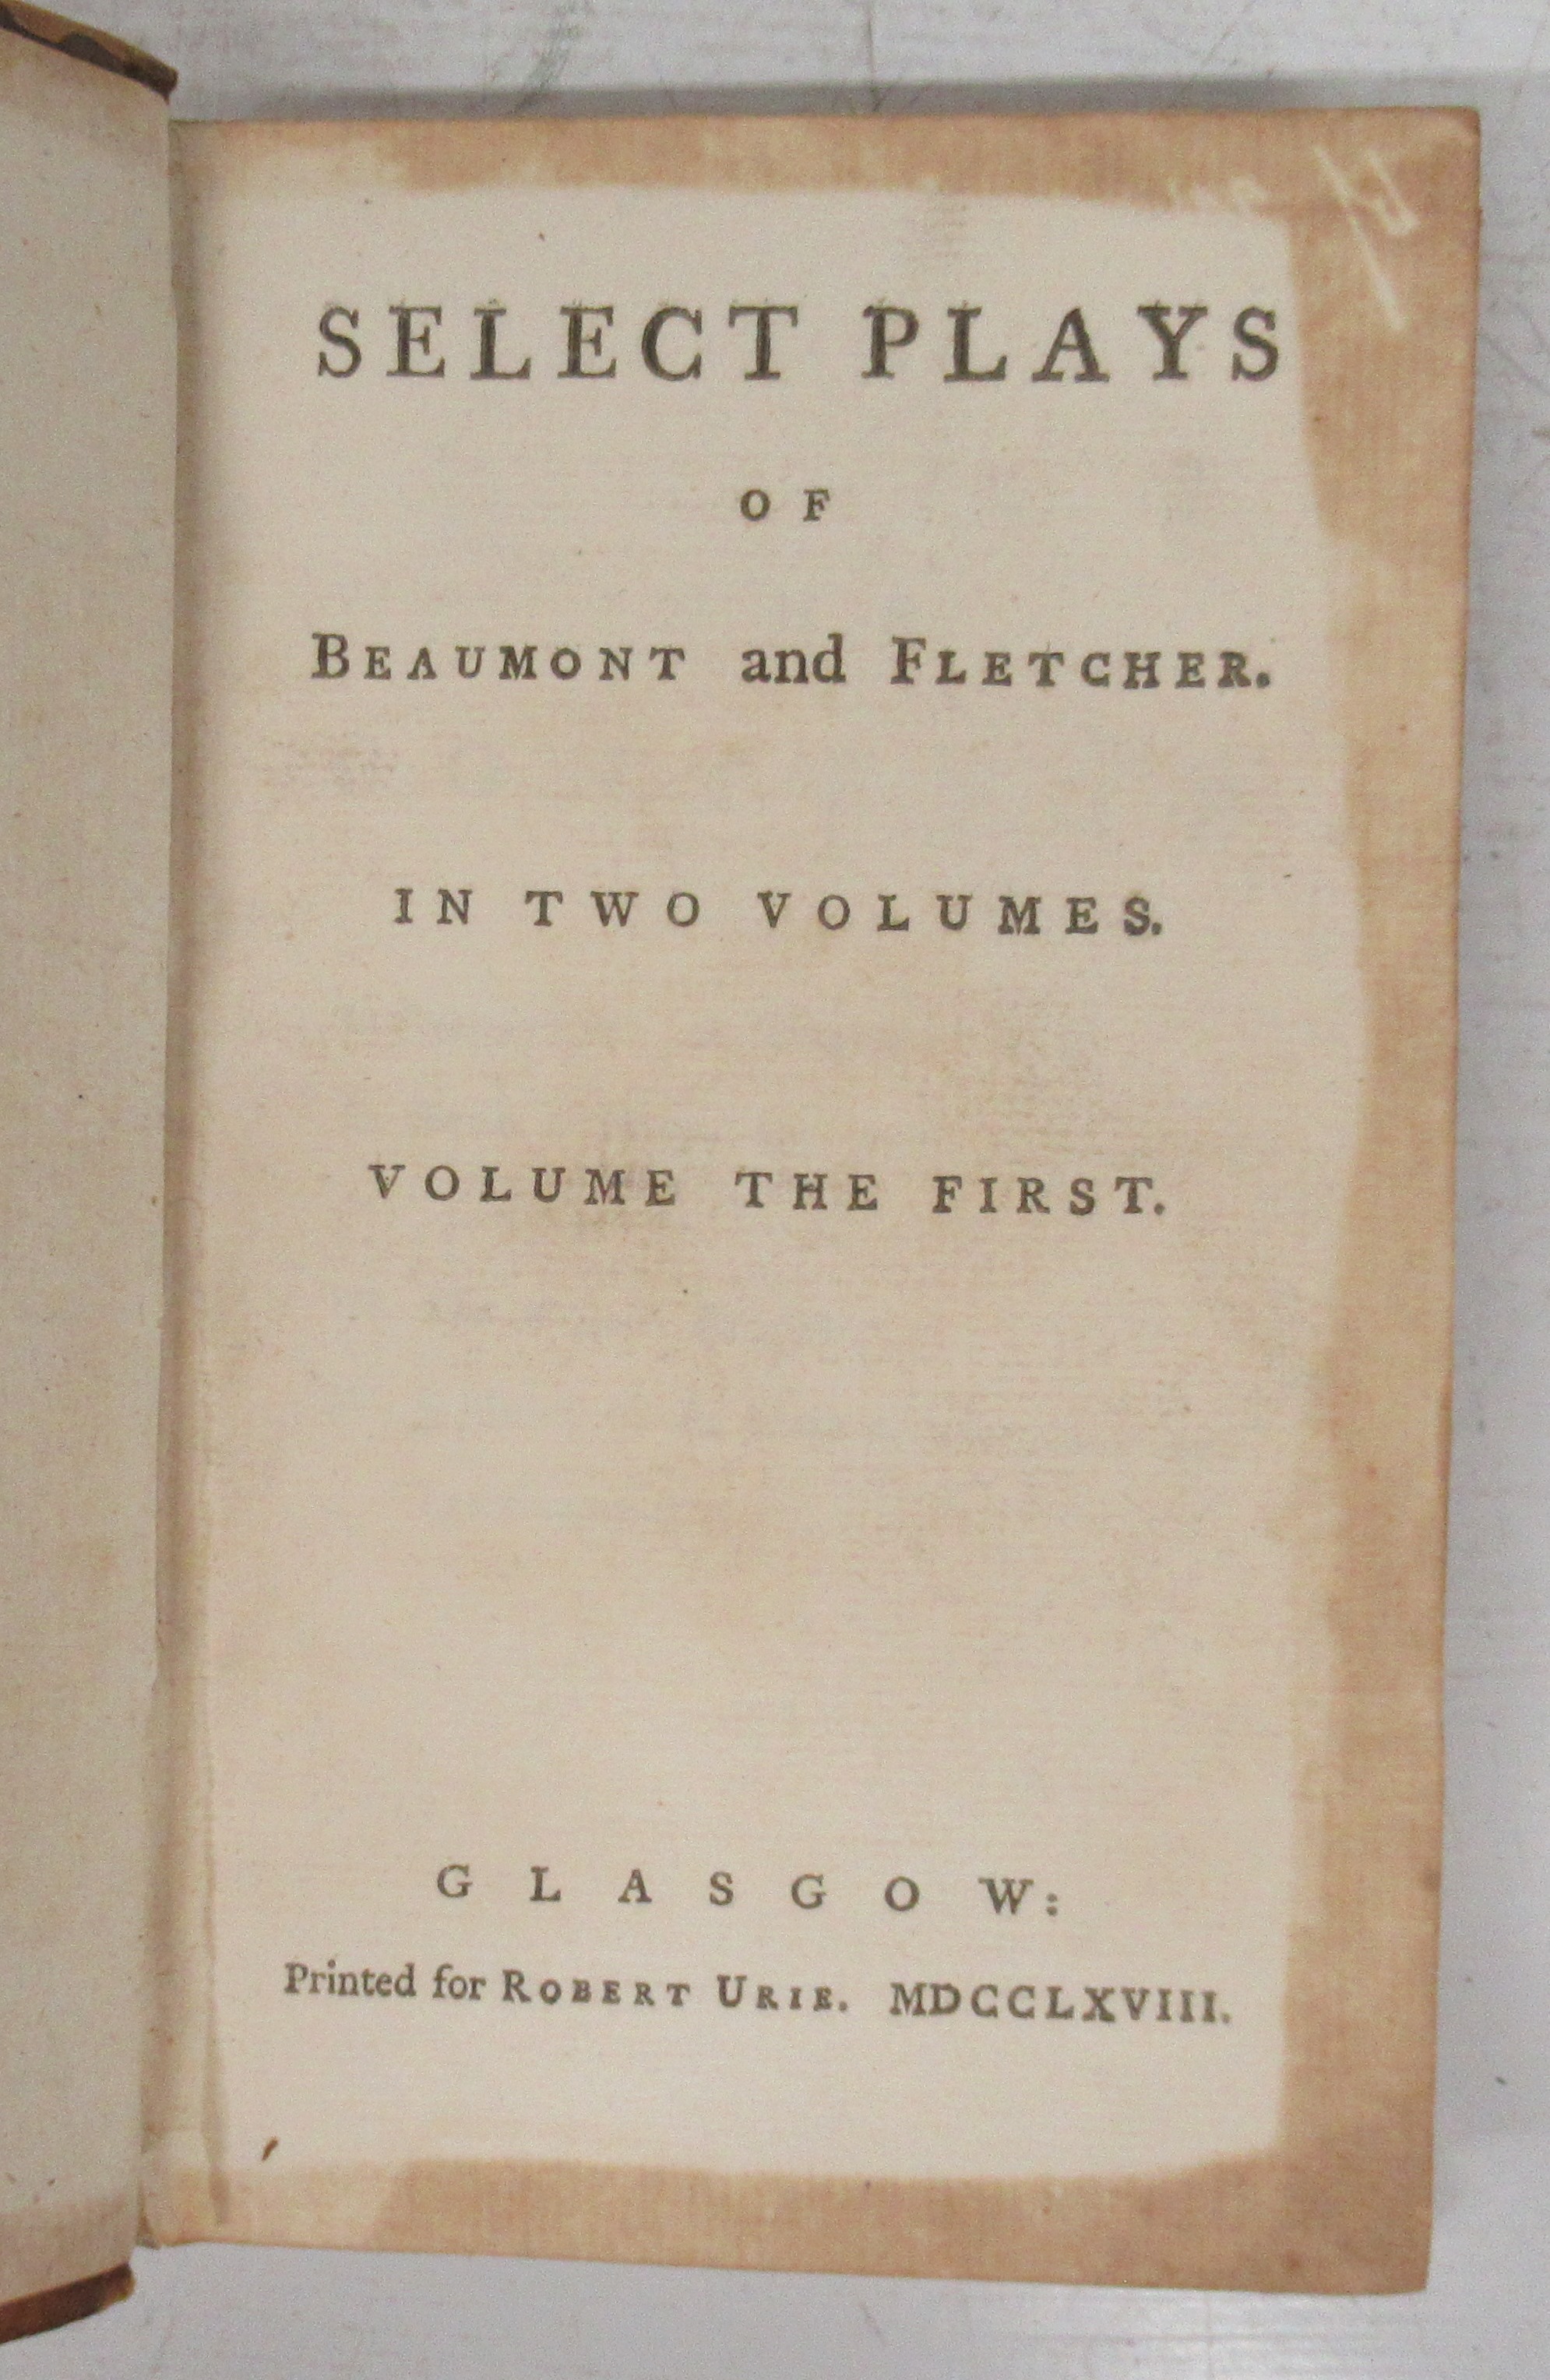 SELECT PLAYS
OF
BEAUMONT and FLETCHER.
IN TWO VOLUMES.
VOLUME THE FIRST.
GLASGOW:
Printed for ROBERT URIE. MDCCLXVIII.